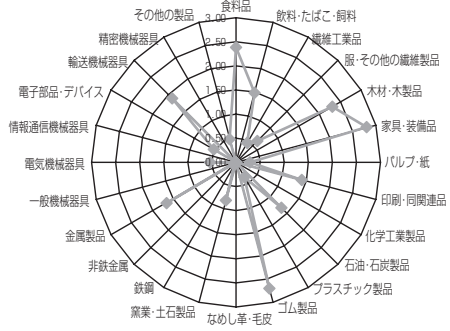 食料品
飲料・たばこ・飼料
繊維工業品
服・その他の繊維製品
木材・木製品
家具・装備品
パルプ・紙
印刷・同関連品
化学工業製品
石油・石炭製品
プラスチック製品
ゴム製品
なめし革・毛皮
窯業・土石製品
鉄鋼
非鉄金属
金属製品
一般機械器具
電気機械器具
情報通信機械器具
電子部品・デバイス
輸送機械器具
精密機械器具
その他の製品
3.00
2.50
2.00
1.50
1.00
0.50
0.00